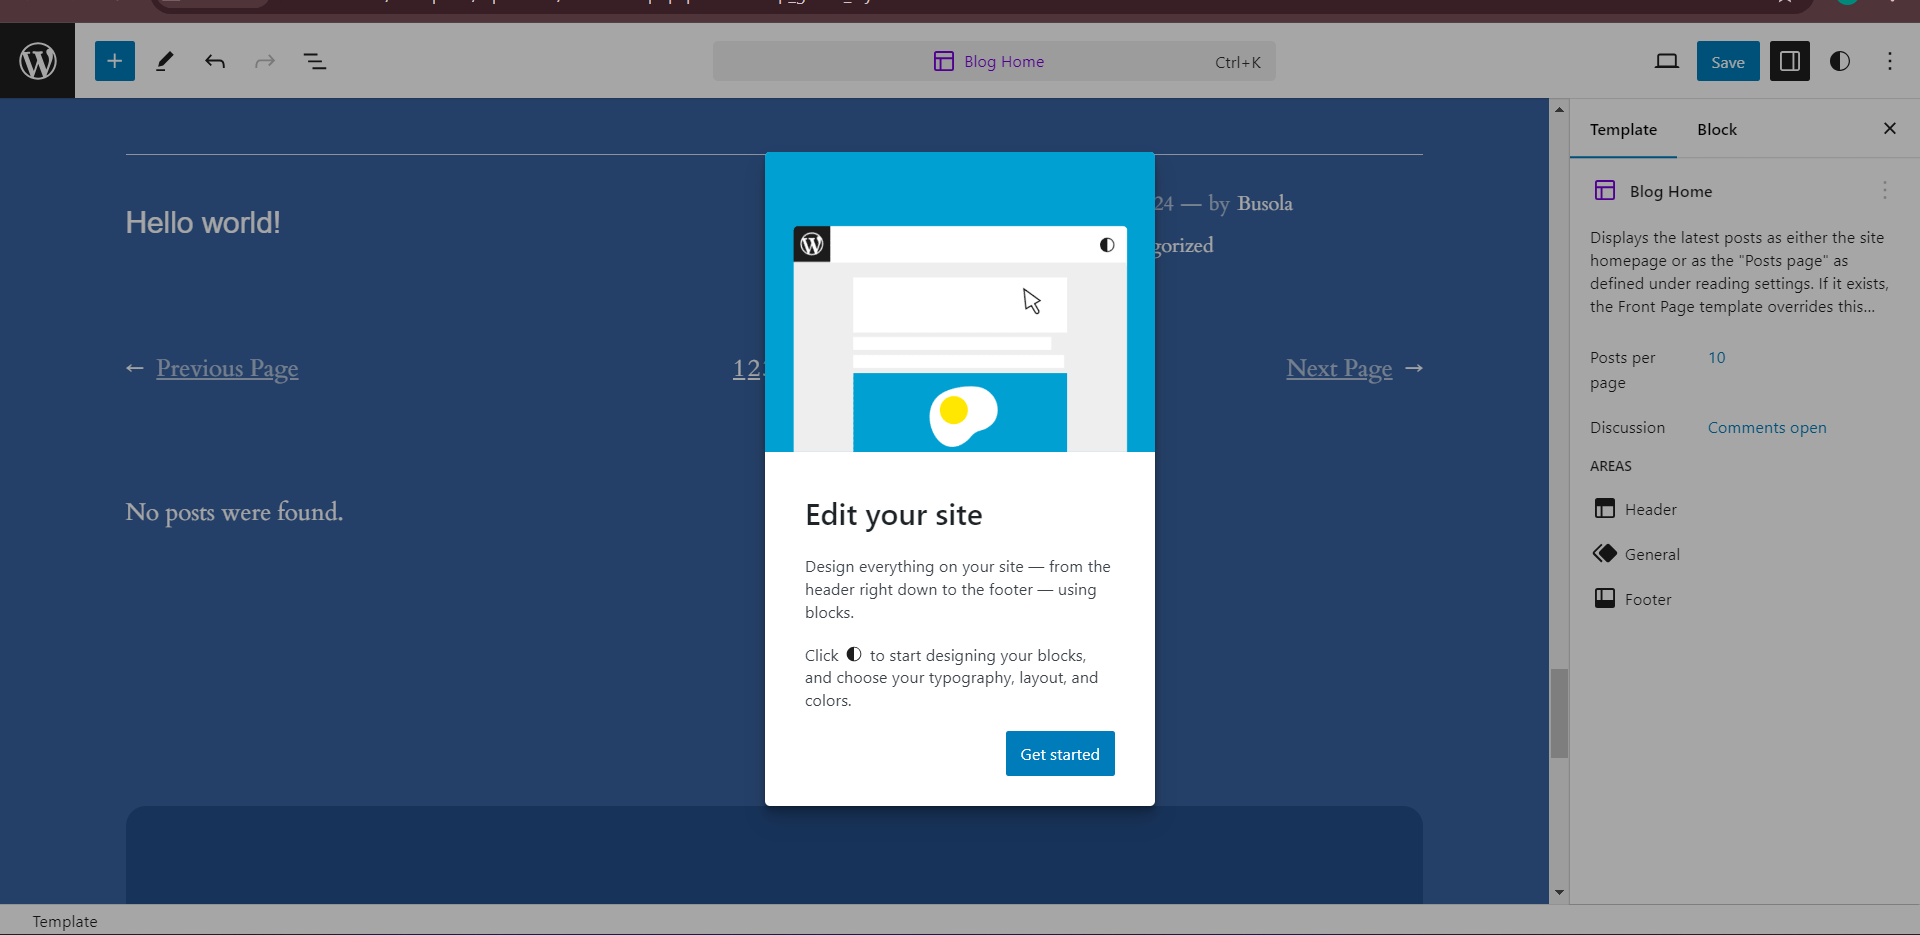 Blog Home
Ctrl+K
Save
Template
Block
Blog Home
Displays the latest posts as either the site
homepage or as the "Posts page" as
defined under reading settings. If it exists,
the Front Page template overrides this...
Posts per
page
10
Discussion
Comments open
AREAS
Header
General
Footer
Hello world!
24 — by Busola
gorized
← Previous Page
12
Next Page →
No posts were found.
Edit your site
Design everything on your site — from the
header right down to the footer — using
blocks.
Click to start designing your blocks,
and choose your typography, layout, and
colors.
Get started
Template